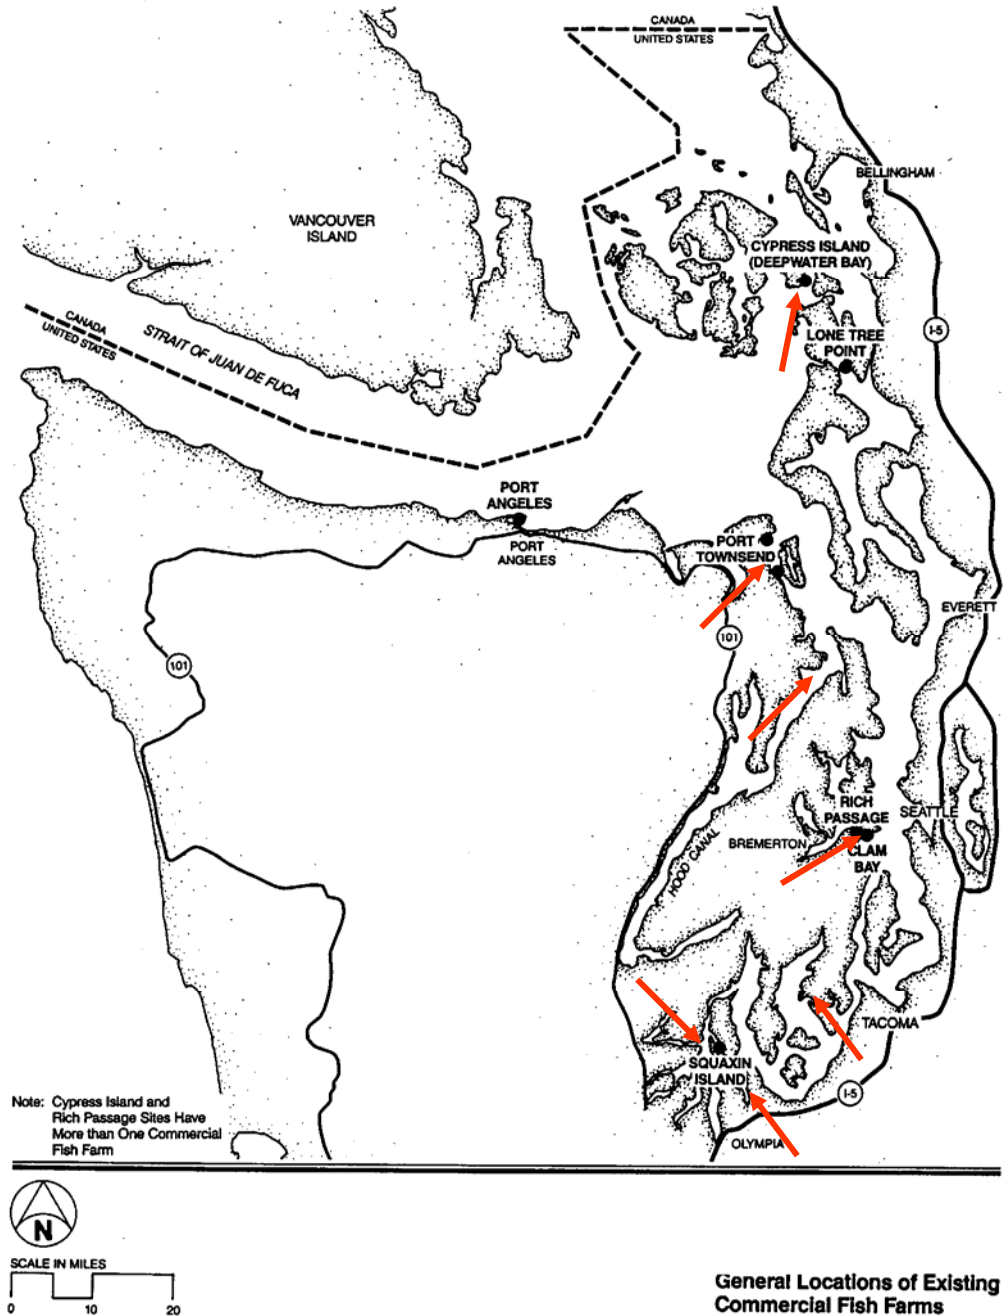 CANADA
UNITED STATES
BELLINGHAM
VANCOUVER
ISLAND
CYPRESS ISLAND
(DEEPWATER BAY)
CANADA
UNITED STATES
STRAIT OF JUAN DE FUCA
I-5
LONE TREE
POINT
PORT
ANGELES
PORT
ANGELES
PORT
TOWNSEND
EVERETT
101
101
RICH
PASSAGE
SEATTLE
BREMERTON
CLAM
BAY
HOOD CANAL
TACOMA
SQUAXIN
ISLAND
I-5
OLYMPIA
Note: Cypress Island and
Rich Passage Sites Have
More than One Commercial
Fish Farm
N
SCALE IN MILES
0 10 20
General Locations of Existing
Commercial Fish Farms